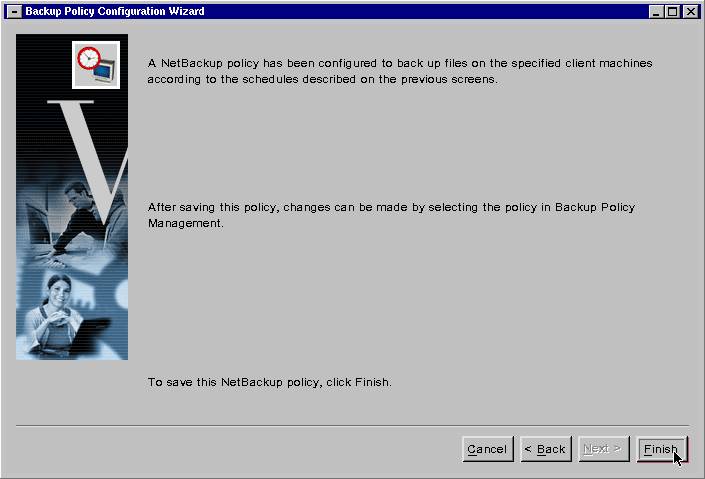 Backup Policy Configuration Wizard
A NetBackup policy has been configured to back up files on the specified client machines
according to the schedules described on the previous screens.
V
After saving this policy, changes can be made by selecting the policy in Backup Policy
Management.
To save this NetBackup policy, click Finish.
Cancel
< Back
Next >
Finish